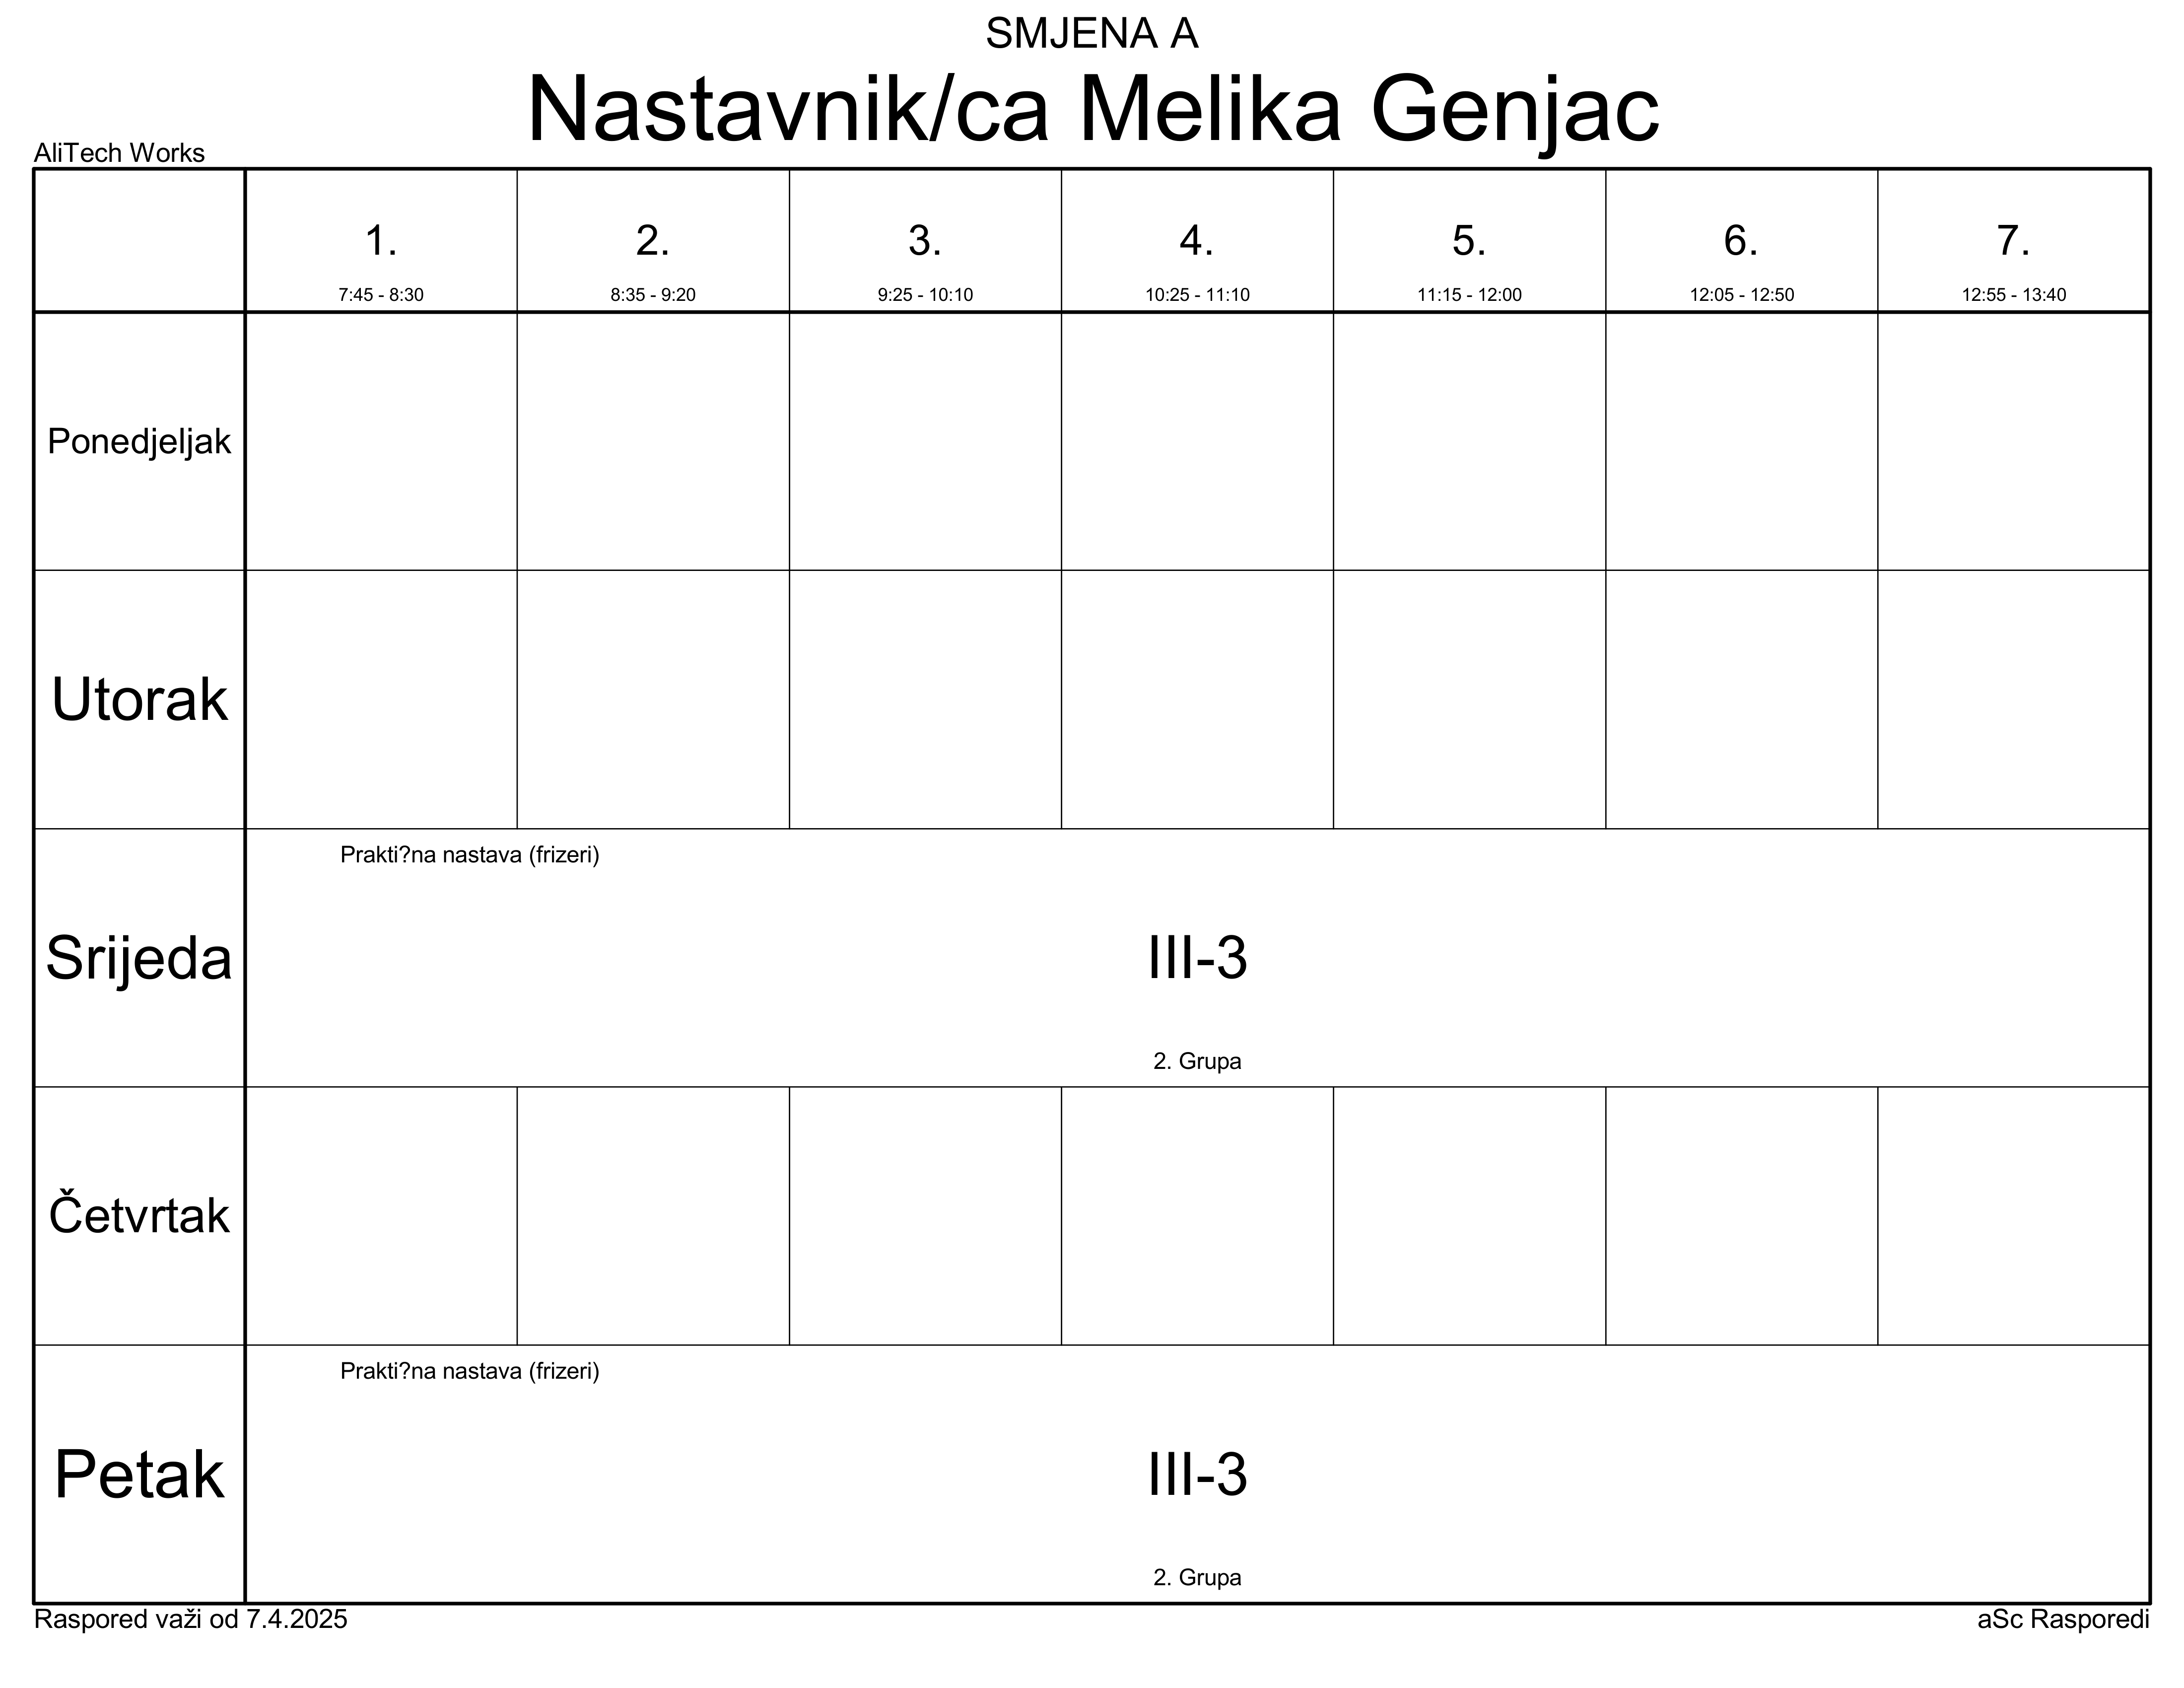 SMJENA A
Nastavnik/ca Melika Genjac
AliTech Works
1. 2. 3. 4. 5. 6. 7.
7:45 - 8:30 8:35 - 9:20 9:25 - 10:10 10:25 - 11:10 11:15 - 12:00 12:05 - 12:50 12:55 - 13:40
Ponedjeljak
Utorak
Prakti?na nastava (frizeri)
Srijeda III-3
2. Grupa
Četvrtak
Prakti?na nastava (frizeri)
Petak III-3
2. Grupa
Raspored važi od 7.4.2025 aSc Rasporedi